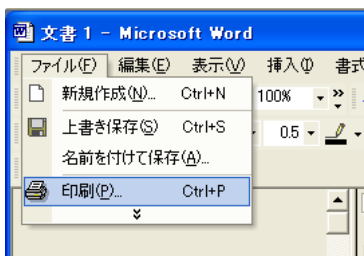 文書 1 - Microsoft Word
ファイル(F) 編集(E) 表示(V) 挿入(I) 書式
新規作成(N)... Ctrl+N 100%
上書き保存(S) Ctrl+S 0.5
名前を付けて保存(A)...
印刷(P)... Ctrl+P